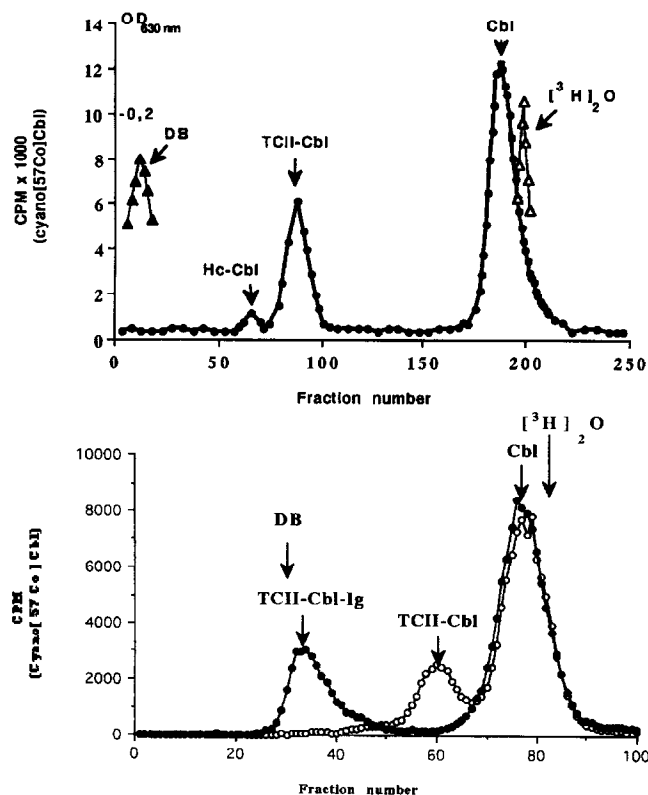 OD630 nm
Cbl
14
12
[³H]₂O
-0,2
10
DB
TCII-Cbl
8
CPM x 1000
(cyano[57Co]Cbl)
6
4
Hc-Cbl
2
0
0 50 100 150 200 250
Fraction number
[³H]₂O
10000
Cbl
8000
DB
6000
TCII-Cbl-Ig
TCII-Cbl
CPM
[Cyano[57 Co] Cbl]
4000
2000
0
0 20 40 60 80 100
Fraction number